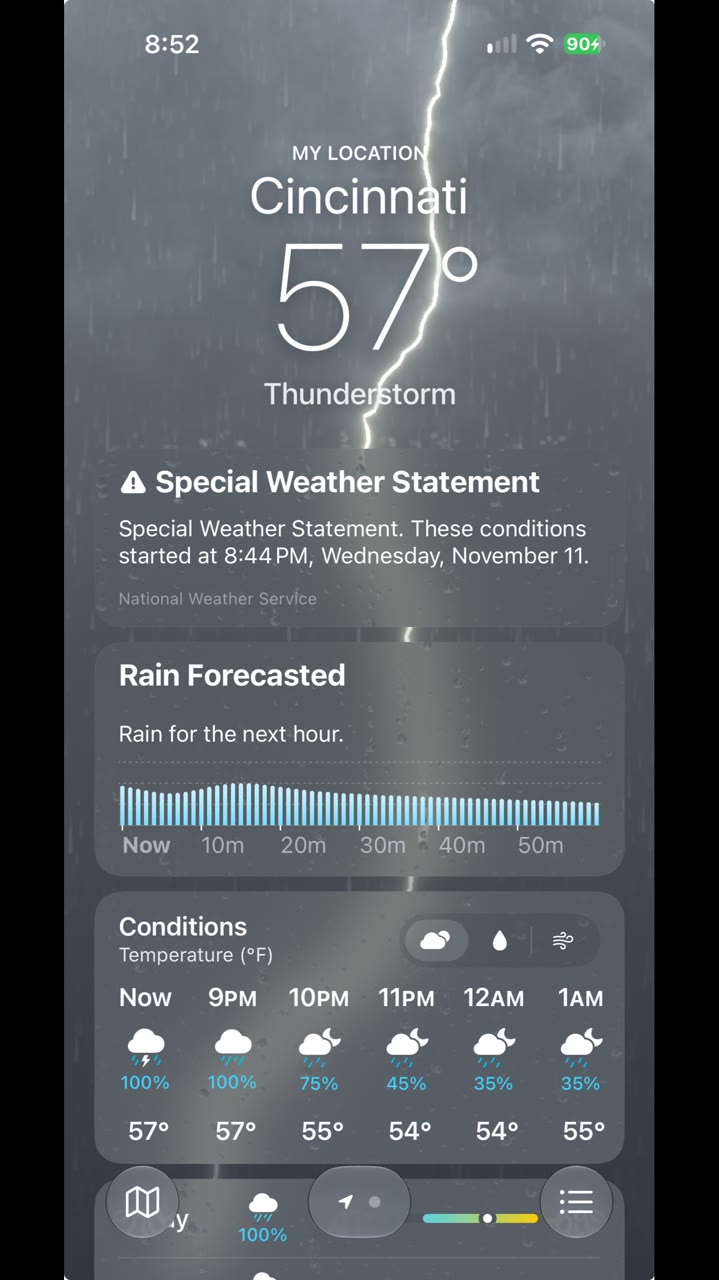 8:52
90
MY LOCATION
Cincinnati
57°
Thunderstorm
Special Weather Statement
Special Weather Statement. These conditions
started at 8:44 PM, Wednesday, November 11.
National Weather Service
Rain Forecasted
Rain for the next hour.
Now 10m 20m 30m 40m 50m
Conditions
Temperature (°F)
Now 9PM 10PM 11PM 12AM 1AM
100% 100% 75% 45% 35% 35%
57° 57° 55° 54° 54° 55°
100%